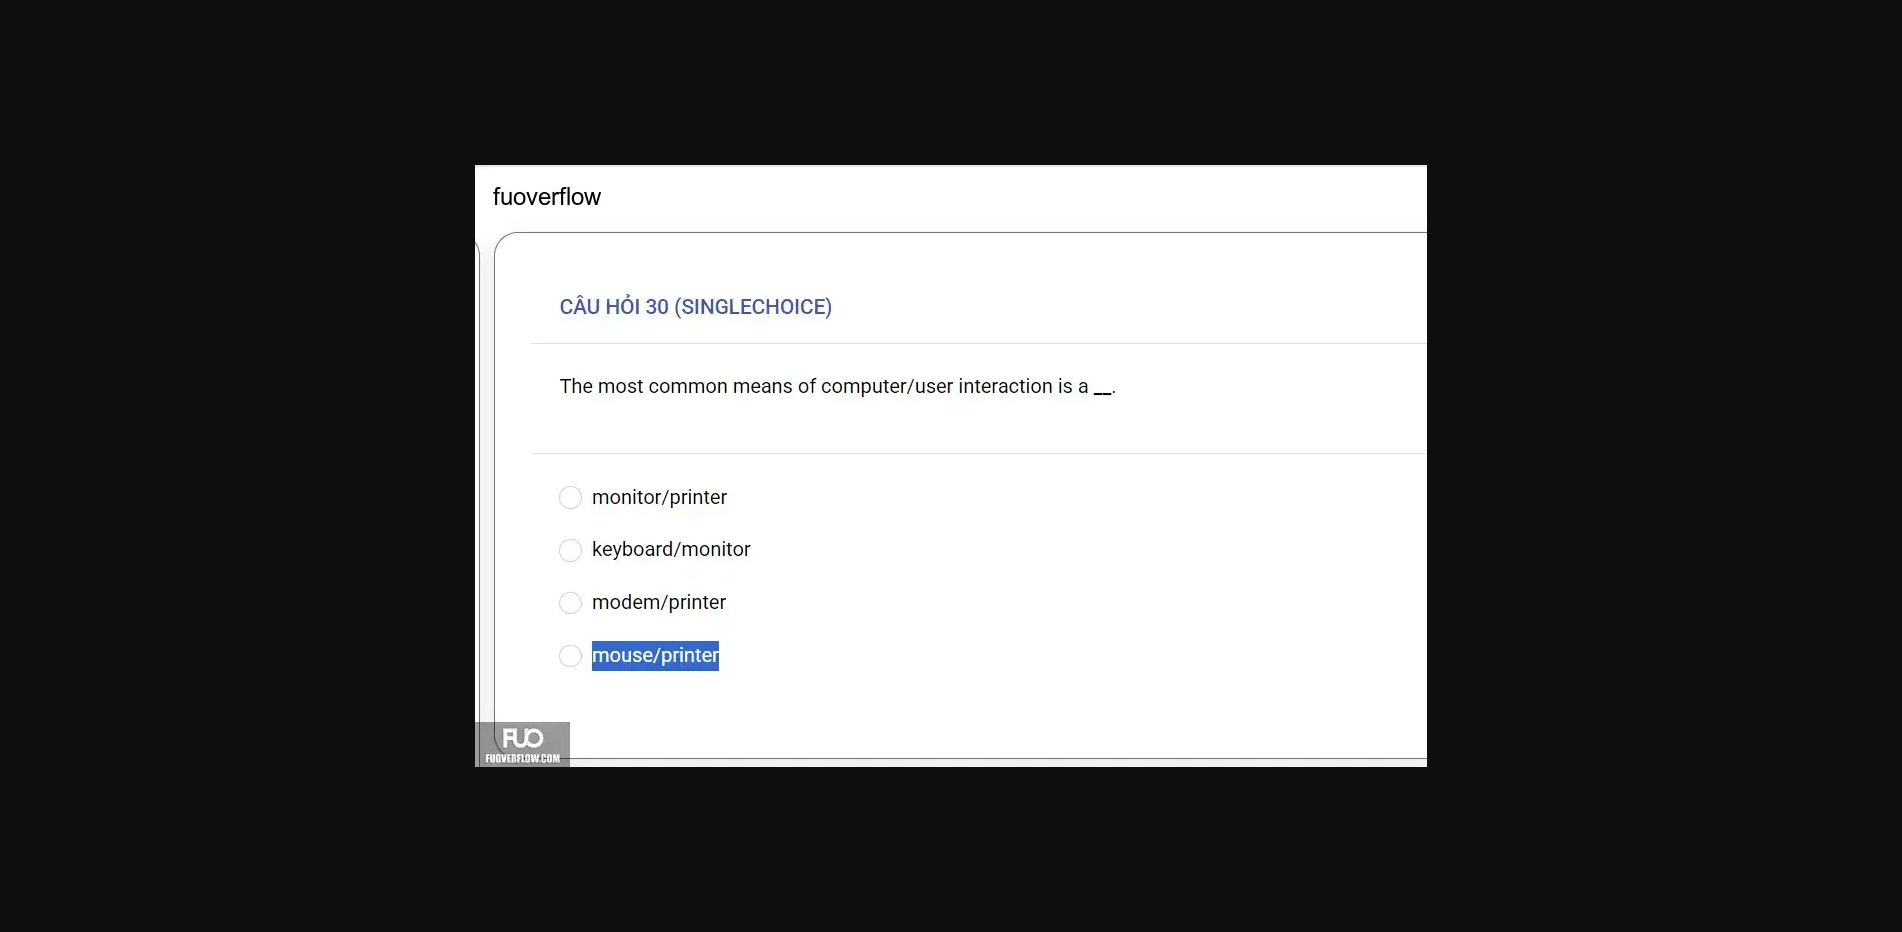 fuoverflow
CÂU HỎI 30 (SINGLECHOICE)
The most common means of computer/user interaction is a __.
monitor/printer
keyboard/monitor
modem/printer
mouse/printer
FUO
FUOVERFLOW.COM